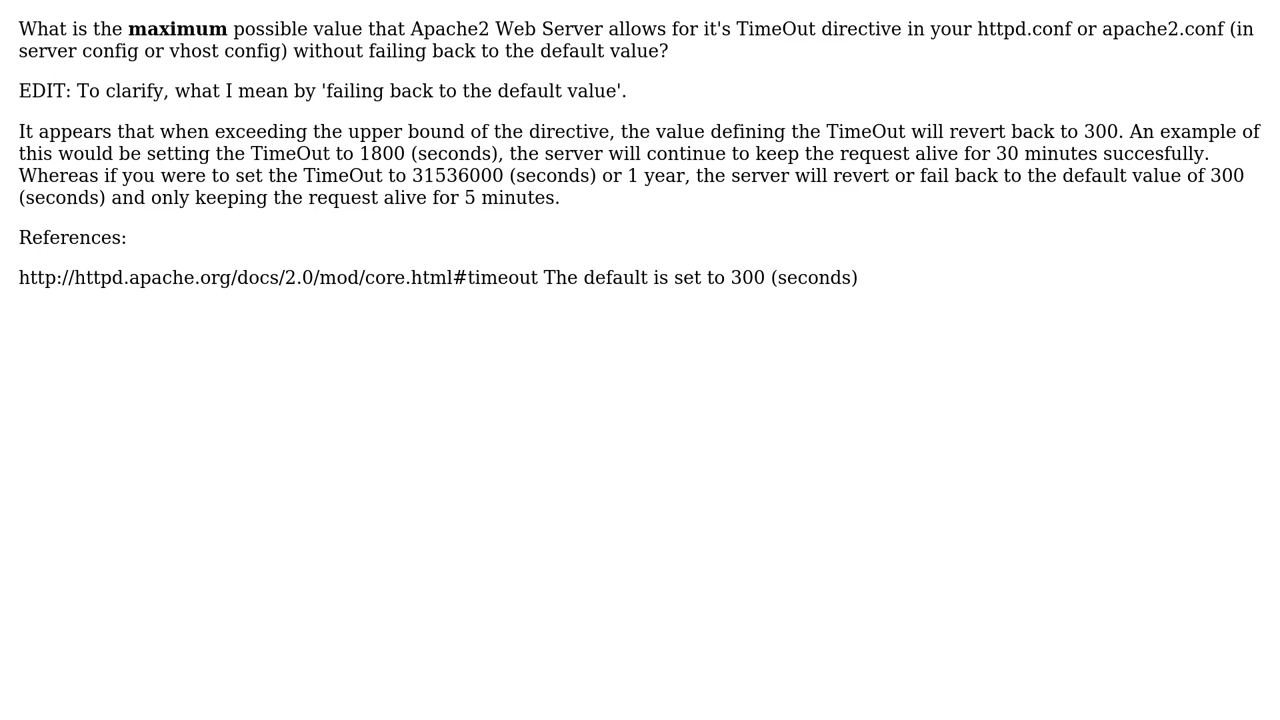 What is the maximum possible value that Apache2 Web Server allows for it's TimeOut directive in your httpd.conf or apache2.conf (in
server config or vhost config) without failing back to the default value?
EDIT: To clarify, what I mean by 'failing back to the default value'.
It appears that when exceeding the upper bound of the directive, the value defining the TimeOut will revert back to 300. An example of
this would be setting the TimeOut to 1800 (seconds), the server will continue to keep the request alive for 30 minutes succesfully.
Whereas if you were to set the TimeOut to 31536000 (seconds) or 1 year, the server will revert or fail back to the default value of 300
(seconds) and only keeping the request alive for 5 minutes.
References:
http://httpd.apache.org/docs/2.0/mod/core.html#timeout The default is set to 300 (seconds)